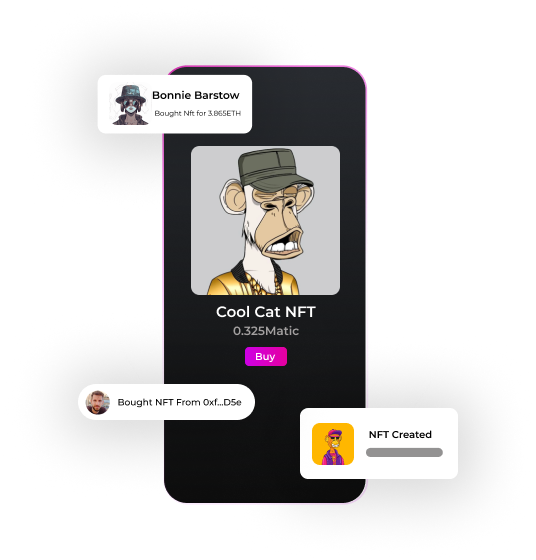 Bonnie Barstow
Bought Nft for 3.865ETH
Cool Cat NFT
0.325Matic
Buy
Bought NFT From 0xf...D5e
NFT Created